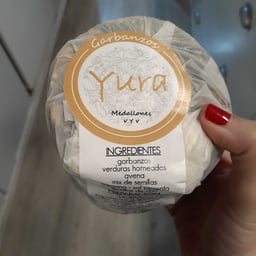 Garbanzos
Yura
Medallones
V Y V
INGREDIENTES
garbanzos
verduras horneadas
avena
mix de semillas